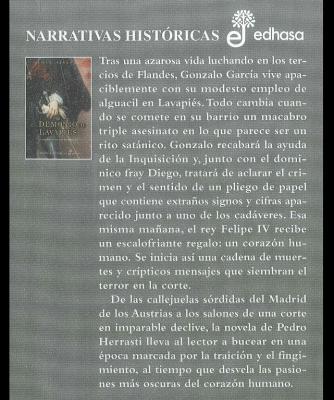 NARRATIVAS HISTÓRICAS edhasa
DEMONIO DE
LAVAPIÉS
Tras una azarosa vida luchando en los ter-
cios de Flandes, Gonzalo García vive apa-
ciblemente con su modesto empleo de
alguacil en Lavapiés. Todo cambia cuan-
do se comete en su barrio un macabro
triple asesinato en lo que parece ser un
rito satánico. Gonzalo recabará la ayuda
de la Inquisición y, junto con el domi-
nico fray Diego, tratará de aclarar el cri-
men y el sentido de un pliego de papel
que contiene extraños signos y cifras apa-
recido junto a uno de los cadáveres. Esa
misma mañana, el rey Felipe IV recibe
un escalofriante regalo: un corazón hu-
mano. Se inicia así una cadena de muer-
tes y crípticos mensajes que siembran el
terror en la corte.
De las callejuelas sórdidas del Madrid
de los Austrias a los salones de una corte
en imparable declive, la novela de Pedro
Herrasti lleva al lector a bucear en una
época marcada por la traición y el fingi-
miento, al tiempo que desvela las pasio-
nes más oscuras del corazón humano.